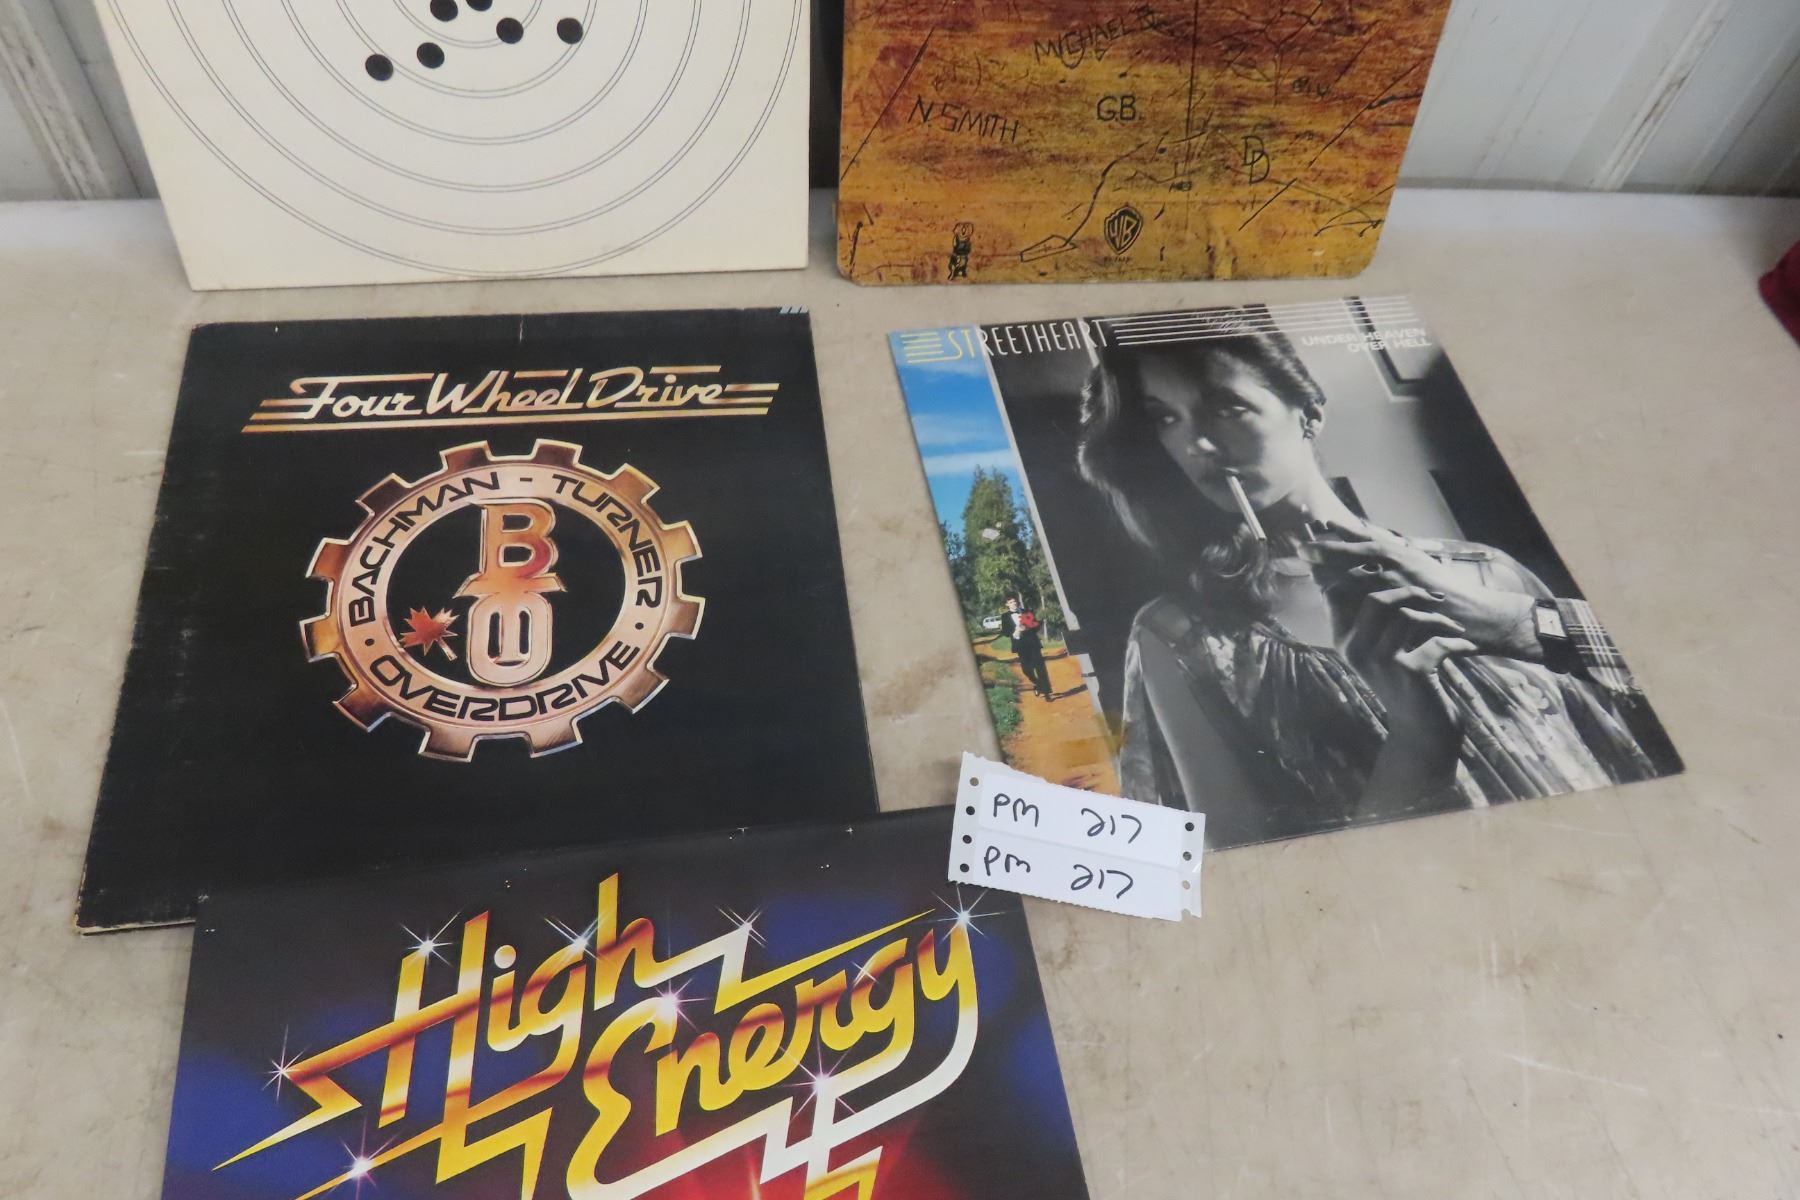 MICHAEL B
N. SMITH
G.B.
DD
WB
Four Wheel Drive
BACHMAN - TURNER
BTO
· OVERDRIVE ·
STREETHEART
UNDER HEAVEN
OVER HELL
PM 217
PM 217
High
Energy